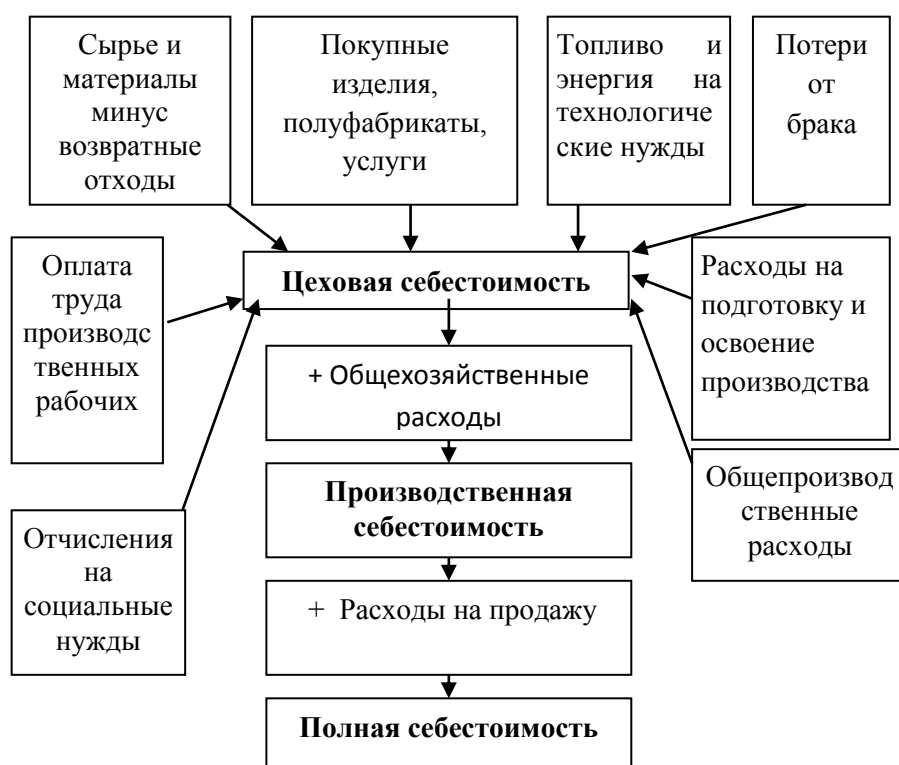 Сырье и
материалы
минус
возвратные
отходы
Покупные
изделия,
полуфабрикаты,
услуги
Топливо и
энергия на
технологиче
ские нужды
Потери
от
брака
Оплата
труда
производс
твенных
рабочих
Цеховая себестоимость
Расходы на
подготовку и
освоение
производства
+ Общехозяйственные
расходы
Производственная
себестоимость
Общепроизвод
ственные
расходы
Отчисления
на
социальные
нужды
+ Расходы на продажу
Полная себестоимость